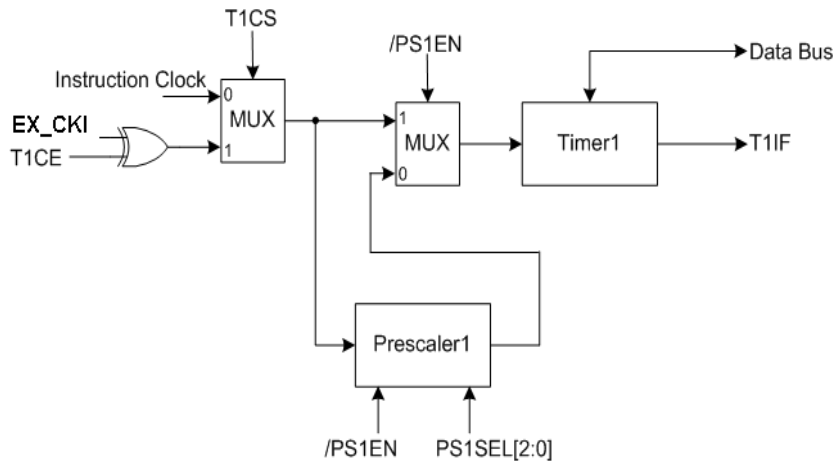 T1CS
/PS1EN
Data Bus
Instruction Clock
0
MUX
1
EX_CKI
T1CE
1
MUX
0
Timer1
T1IF
Prescaler1
/PS1EN
PS1SEL[2:0]